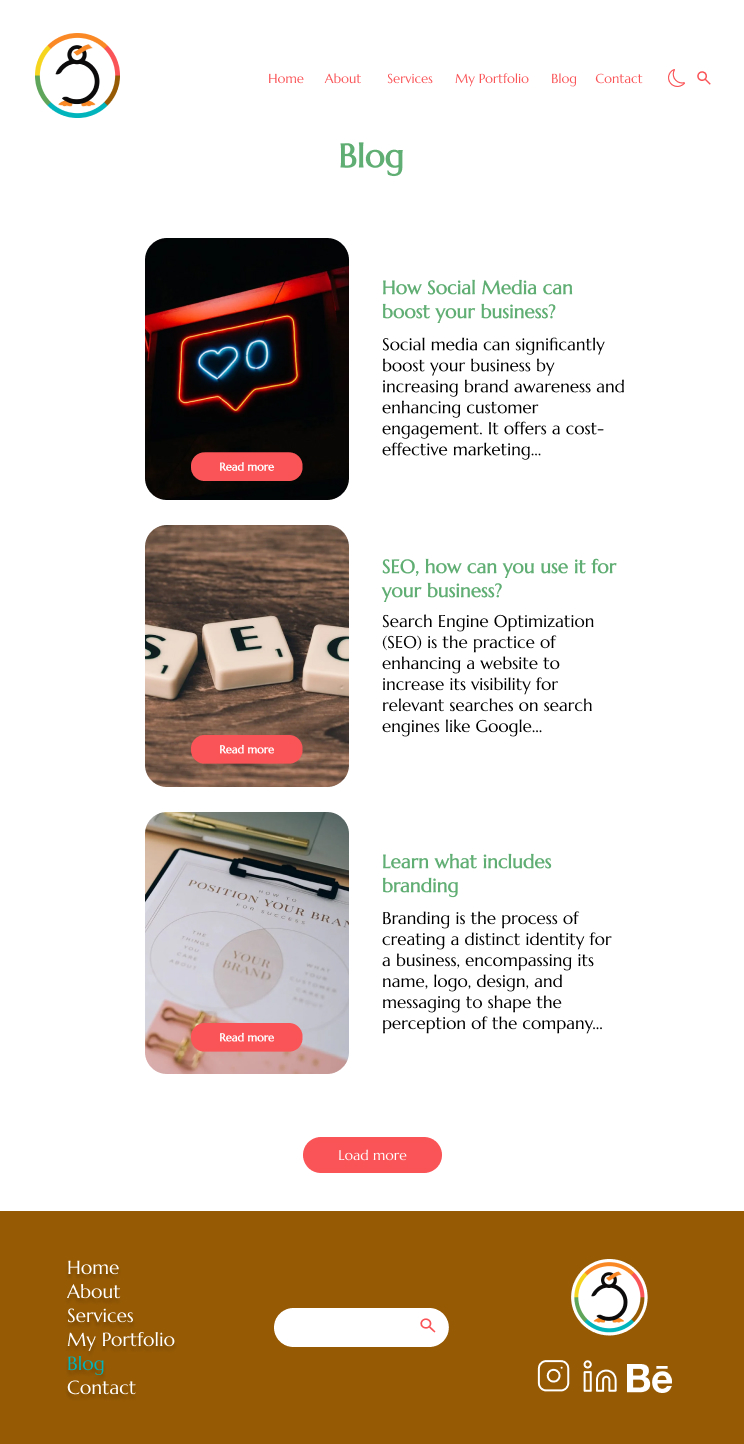 Home About Services My Portfolio Blog Contact
Blog
How Social Media can
boost your business?
Social media can significantly
boost your business by
increasing brand awareness and
enhancing customer
engagement. It offers a cost-
effective marketing...
Read more
SEO, how can you use it for
your business?
Search Engine Optimization
(SEO) is the practice of
enhancing a website to
increase its visibility for
relevant searches on search
engines like Google...
S E O
1 1
Read more
Learn what includes
branding
Branding is the process of
creating a distinct identity for
a business, encompassing its
name, logo, design, and
messaging to shape the
perception of the company...
HOW TO
POSITION YOUR BRAN
FOR SUCCESS
THE
THINGS
YOU
CARE
ABOUT
YOUR
BRAND
WHAT
YOUR
CUSTOMER
CARES
ABOUT
Read more
Load more
Home
About
Services
My Portfolio
Blog
Contact
in Bē